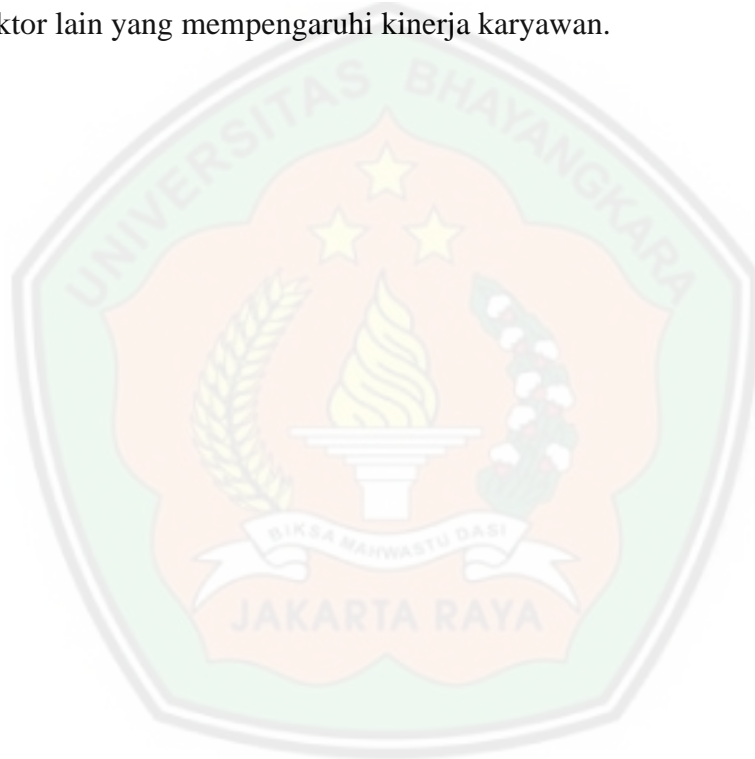 ktor lain yang mempengaruhi kinerja karyawan.
UNIVERSITAS BHAYANGKARA
BIKSA MAHWASTU DASI
JAKARTA RAYA